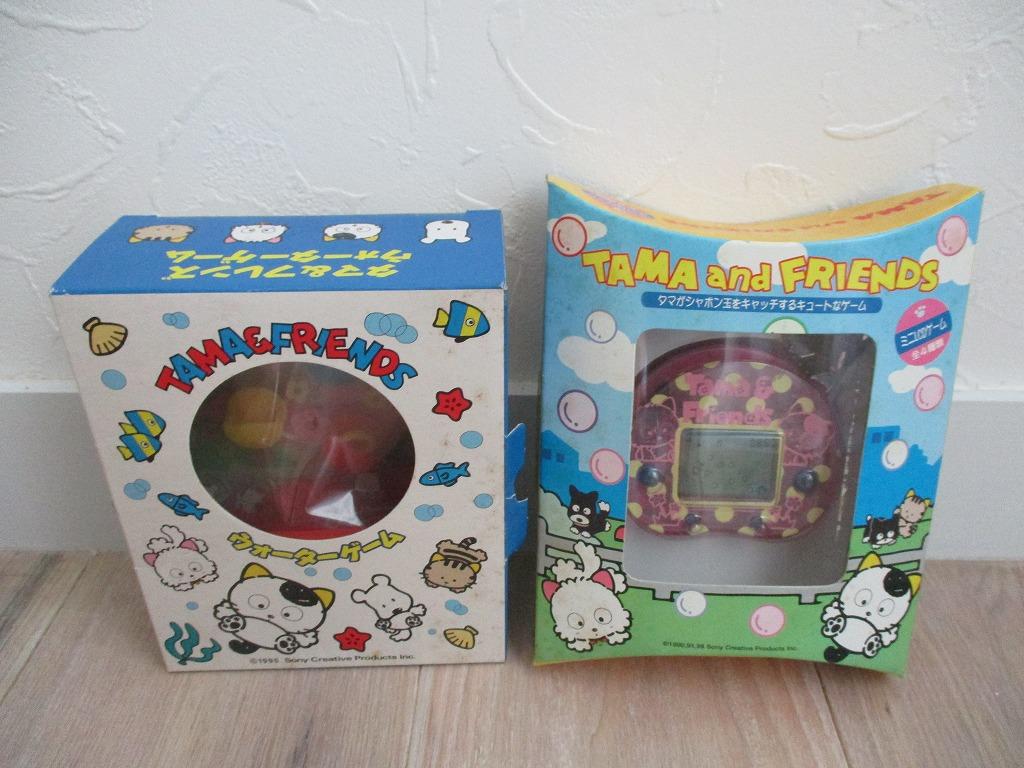 タマ&フレンズ
ウォーターゲーム
TAMA&FRIENDS
ウォーターゲーム
©1995 Sony Creative Products Inc.
TAMA and FRIENDS
タマがシャボン玉をキャッチするキュートなゲーム
ミニLCDゲーム
全4種類
Tama &
Friends
©1990,91,98 Sony Creative Products Inc.